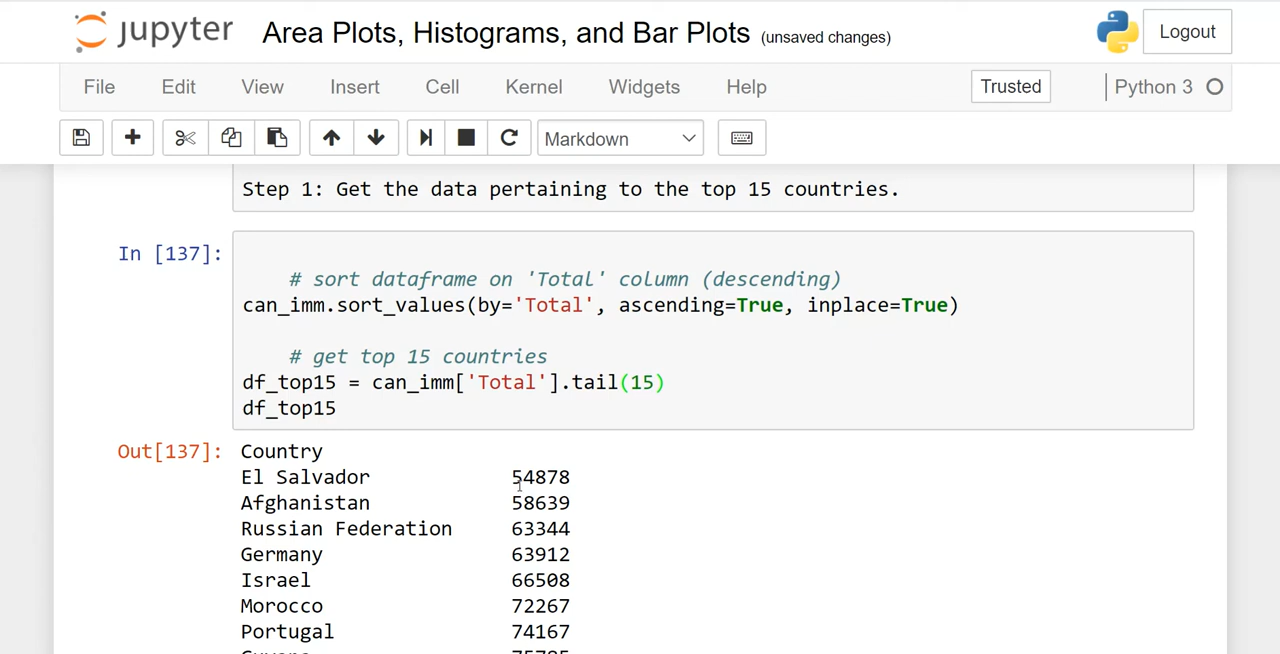 jupyter Area Plots, Histograms, and Bar Plots (unsaved changes) Logout
File Edit View Insert Cell Kernel Widgets Help Trusted Python 3
Markdown
Step 1: Get the data pertaining to the top 15 countries.
In [137]:
# sort dataframe on 'Total' column (descending)
can_imm.sort_values(by='Total', ascending=True, inplace=True)
# get top 15 countries
df_top15 = can_imm['Total'].tail(15)
df_top15
Out[137]: Country
El Salvador 54878
Afghanistan 58639
Russian Federation 63344
Germany 63912
Israel 66508
Morocco 72267
Portugal 74167